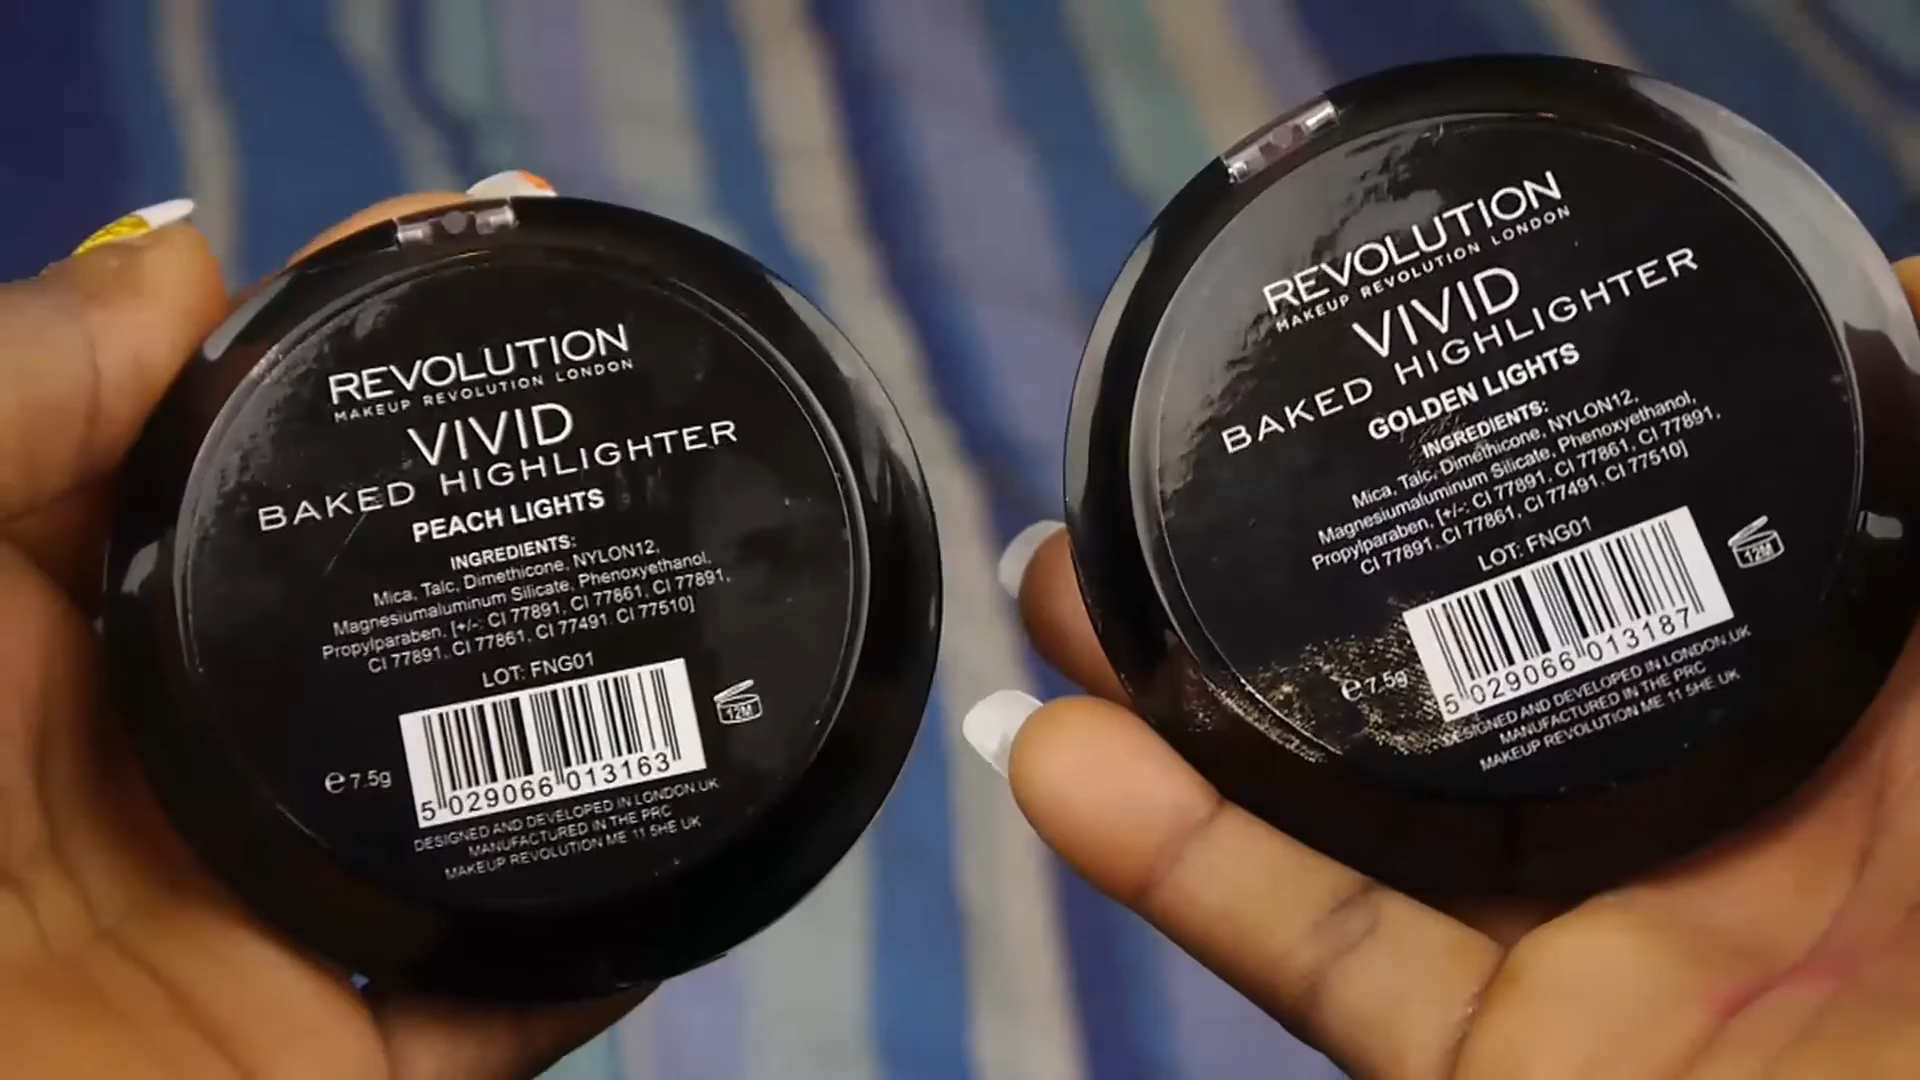 REVOLUTION
MAKEUP REVOLUTION LONDON
VIVID
BAKED HIGHLIGHTER
PEACH LIGHTS
INGREDIENTS:
Mica, Talc, Dimethicone, NYLON12,
Magnesiumaluminum Silicate, Phenoxyethanol,
Propylparaben, [+/-: CI 77891, CI 77861, CI 77891,
CI 77891, CI 77861, CI 77491, CI 77510]
LOT: FNG01
12M
e 7.5g
5 029066 013163
DESIGNED AND DEVELOPED IN LONDON.UK
MANUFACTURED IN THE PRC
MAKEUP REVOLUTION ME 11 5HE UK
REVOLUTION
MAKEUP REVOLUTION LONDON
VIVID
BAKED HIGHLIGHTER
GOLDEN LIGHTS
INGREDIENTS:
Mica, Talc, Dimethicone, NYLON12,
Magnesiumaluminum Silicate, Phenoxyethanol,
Propylparaben, [+/-: CI 77891, CI 77861, CI 77891,
CI 77891, CI 77861, CI 77491, CI 77510]
LOT: FNG01
12M
e 7.5g
5 029066 013187
DESIGNED AND DEVELOPED IN LONDON.UK
MANUFACTURED IN THE PRC
MAKEUP REVOLUTION ME 11 5HE UK